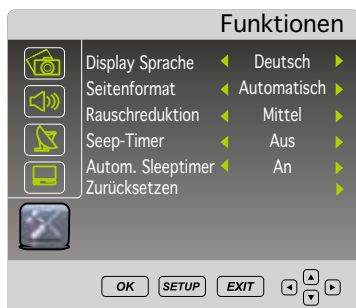 Funktionen
Display Sprache Deutsch
Seitenformat Automatisch
Rauschreduktion Mittel
Seep-Timer Aus
Autom. Sleeptimer An
Zurücksetzen
OK SETUP EXIT